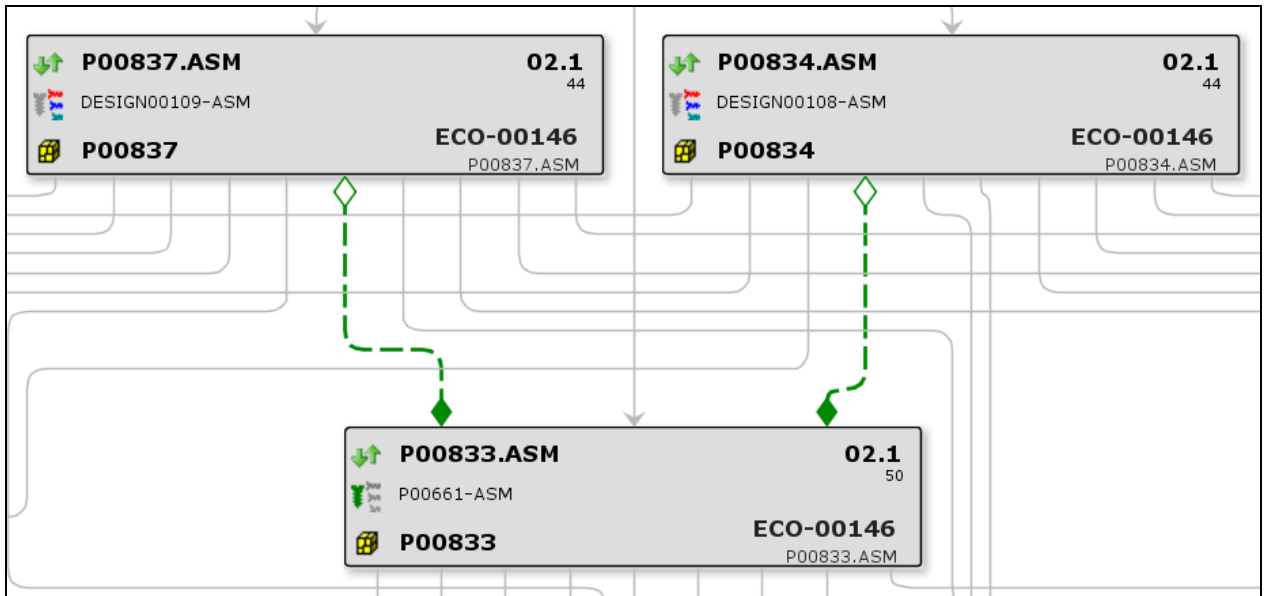 P00837.ASM 02.1
44
DESIGN00109-ASM
ECO-00146
P00837
P00837.ASM
P00834.ASM 02.1
44
DESIGN00108-ASM
ECO-00146
P00834
P00834.ASM
P00833.ASM 02.1
50
P00661-ASM
ECO-00146
P00833
P00833.ASM